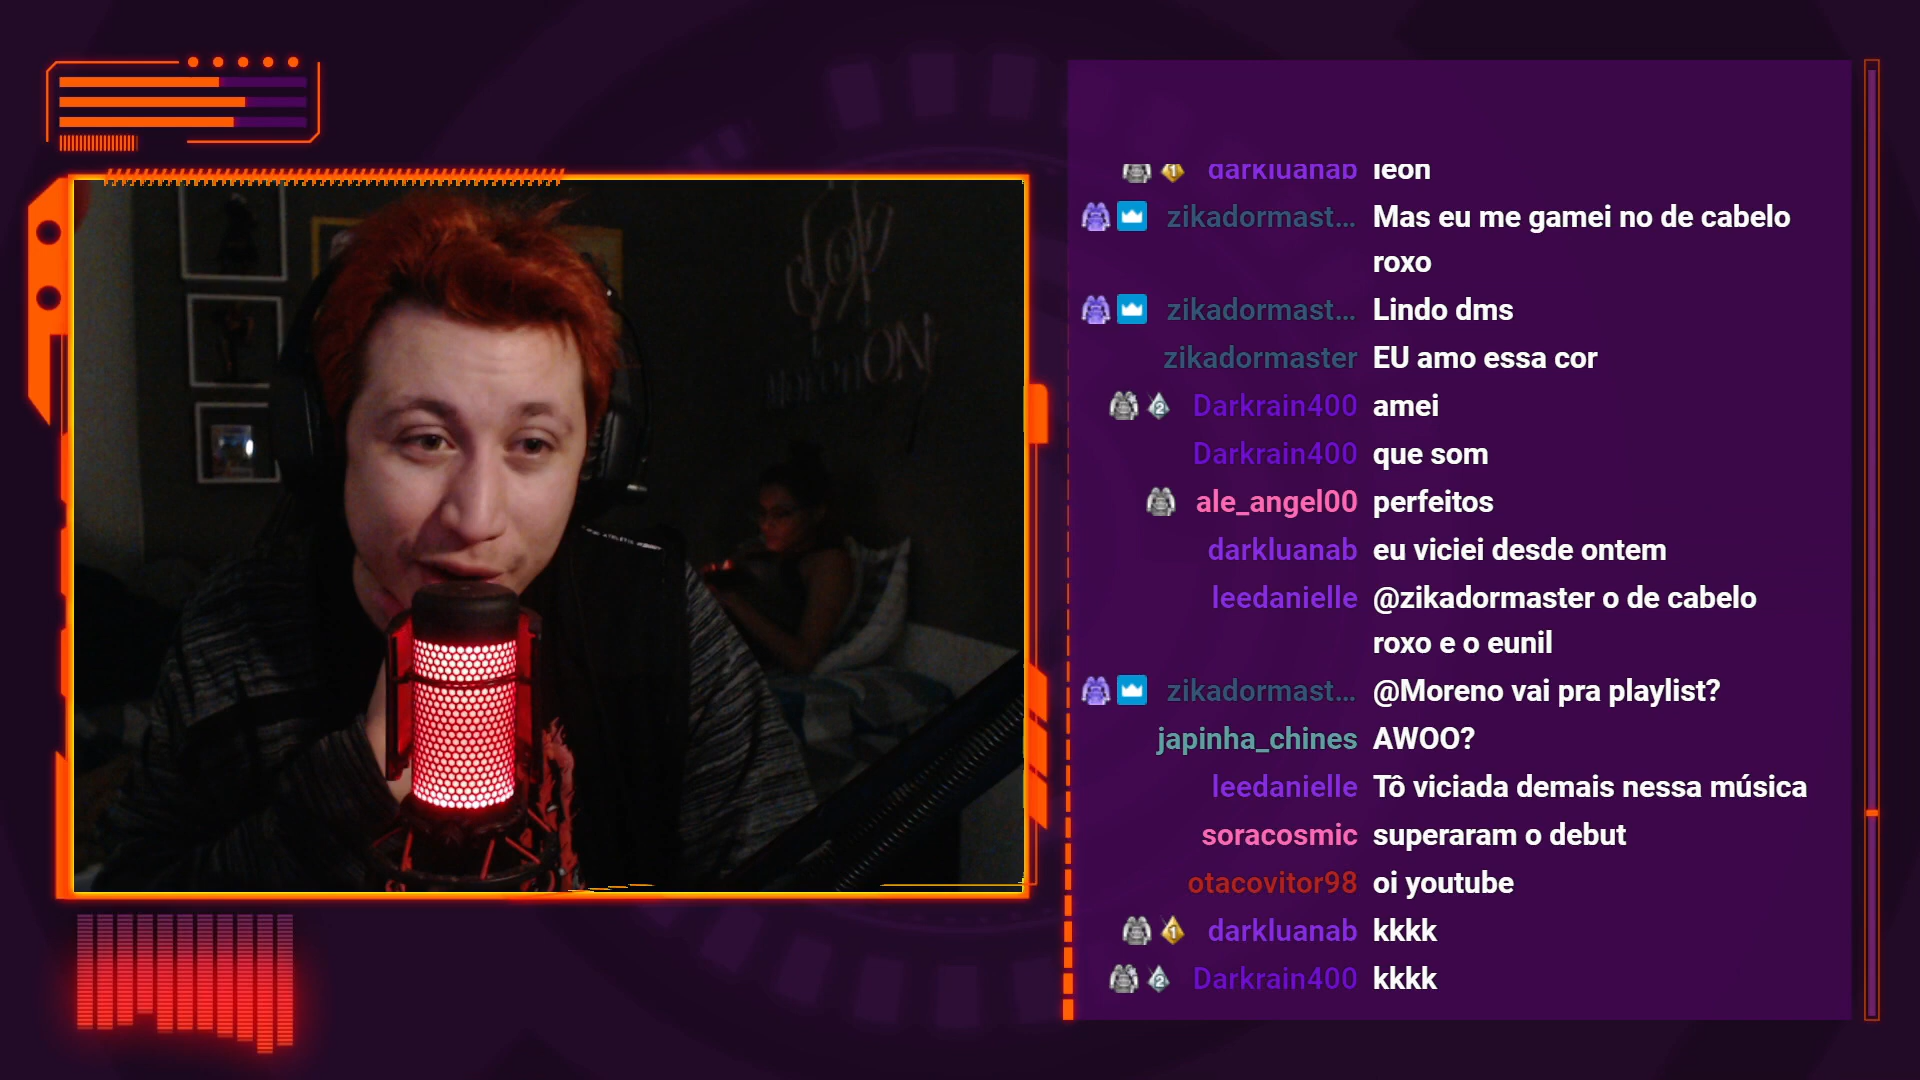 darkluanab leon
zikadormast... Mas eu me gamei no de cabelo
roxo
zikadormast... Lindo dms
zikadormaster EU amo essa cor
Darkrain400 amei
Darkrain400 que som
ale_angel00 perfeitos
darkluanab eu viciei desde ontem
leedanielle @zikadormaster o de cabelo
roxo e o eunil
zikadormast... @Moreno vai pra playlist?
japinha_chines AWOO?
leedanielle Tô viciada demais nessa música
soracosmic superaram o debut
otacovitor98 oi youtube
darkluanab kkkk
Darkrain400 kkkk